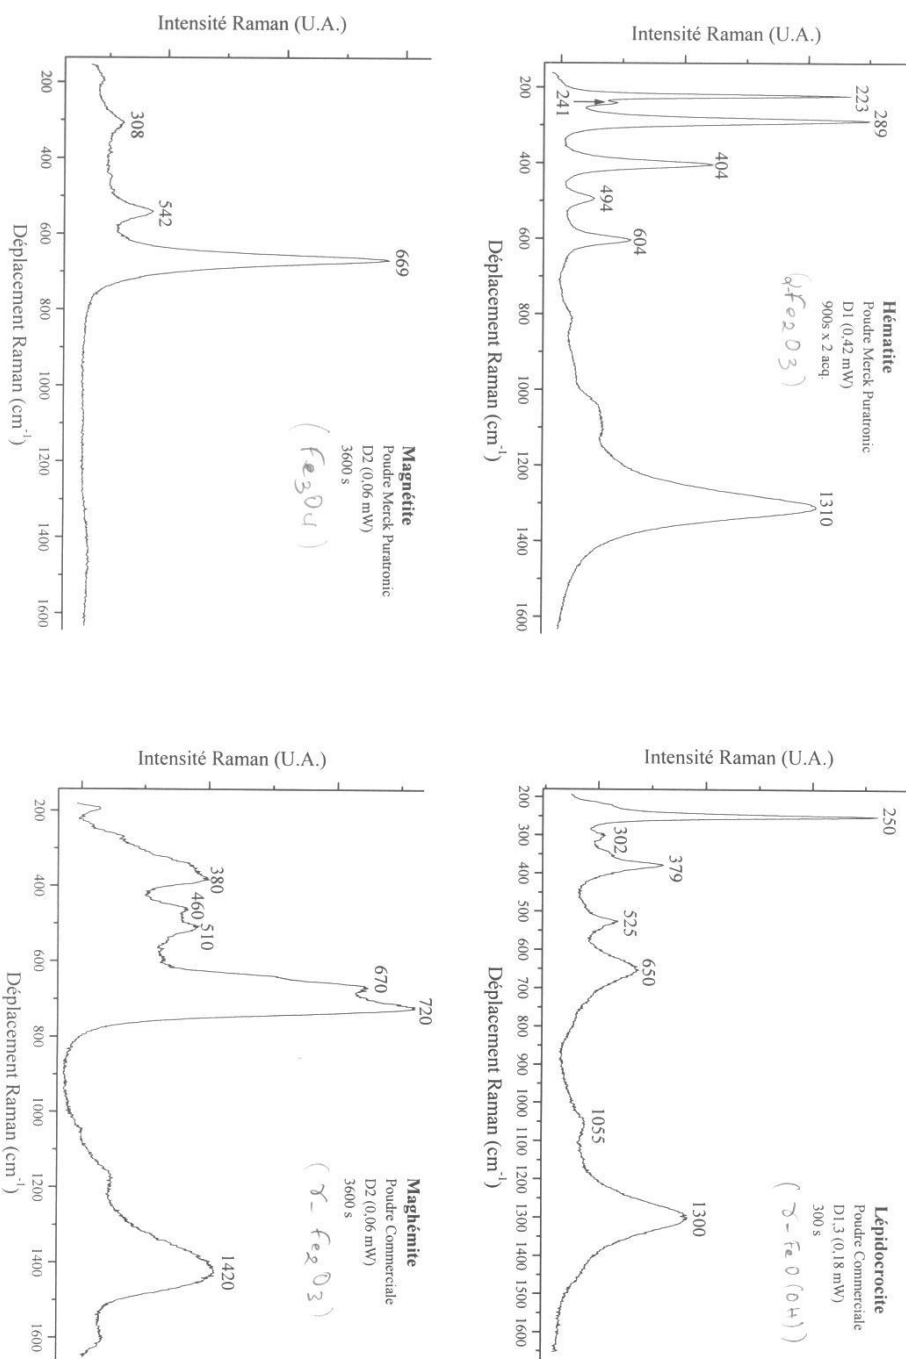 Intensité Raman (U.A.)
223
241
289
404
494
604
1310
Hématite
Poudre Merck Puratronic
D1 (0,42 mW)
900s x 2 acq.
(α-Fe2O3)
200 400 600 800 1000 1200 1400 1600
Déplacement Raman (cm-1)
Intensité Raman (U.A.)
250
302
379
525
650
1055
1300
Lépidocrocite
Poudre Commerciale
D1,3 (0,18 mW)
300 s
(γ-FeO(OH))
200 300 400 500 600 700 800 900 1000 1100 1200 1300 1400 1500 1600
Déplacement Raman (cm-1)
Intensité Raman (U.A.)
308
542
669
Magnétite
Poudre Merck Puratronic
D2 (0,06 mW)
3600 s
(Fe3O4)
200 400 600 800 1000 1200 1400 1600
Déplacement Raman (cm-1)
Intensité Raman (U.A.)
380
460
510
670
720
1420
Maghémite
Poudre Commerciale
D2 (0,06 mW)
3600 s
(γ-Fe2O3)
200 400 600 800 1000 1200 1400 1600
Déplacement Raman (cm-1)